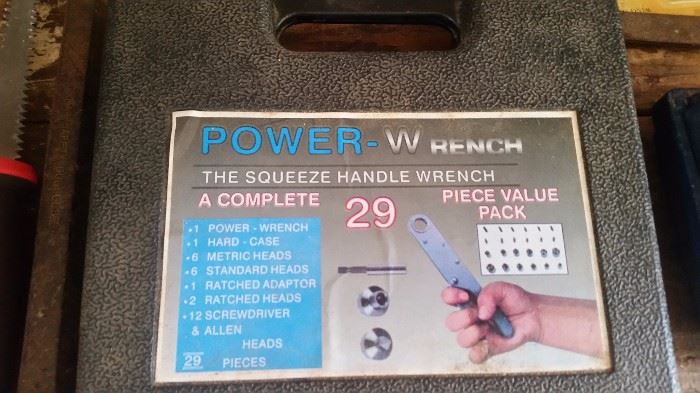 POWER-WRENCH
THE SQUEEZE HANDLE WRENCH
A COMPLETE 29 PIECE VALUE
PACK
•1 POWER - WRENCH
•1 HARD - CASE
•6 METRIC HEADS
•6 STANDARD HEADS
•1 RATCHED ADAPTOR
•2 RATCHED HEADS
•12 SCREWDRIVER
& ALLEN
HEADS
29 PIECES